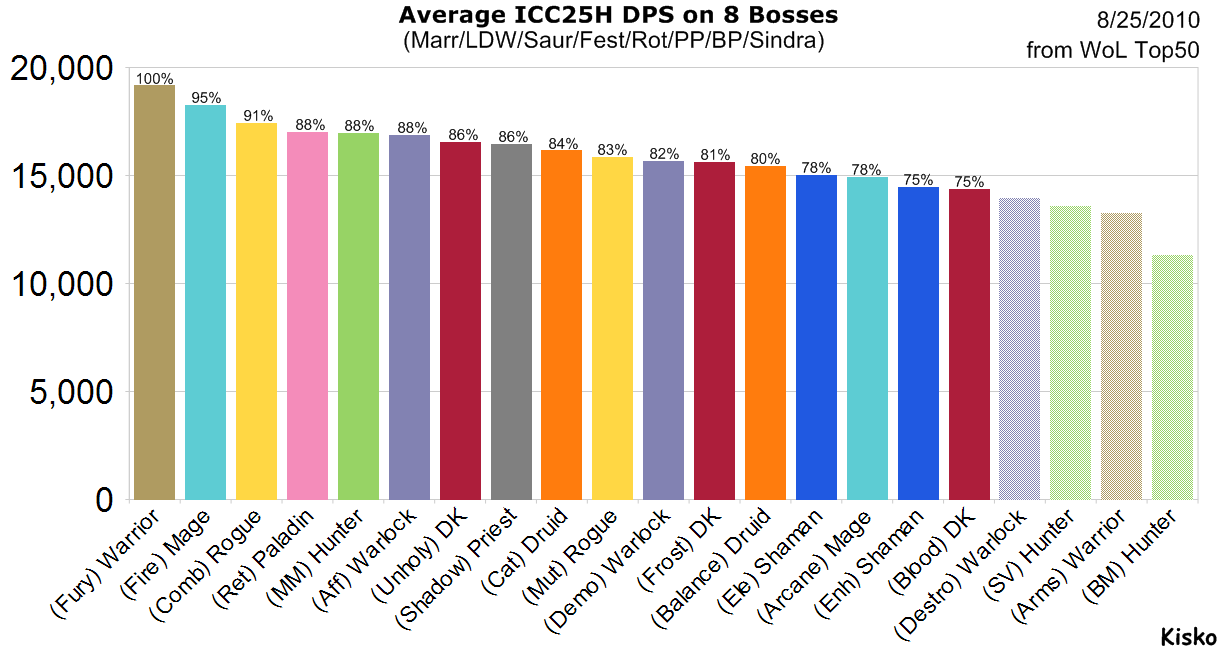 Average ICC25H DPS on 8 Bosses
(Marr/LDW/Saur/Fest/Rot/PP/BP/Sindra)
8/25/2010
from WoL Top50
20,000
15,000
10,000
5,000
0
100%
95%
91%
88%
88%
88%
86%
86%
84%
83%
82%
81%
80%
78%
78%
75%
75%
(Fury) Warrior
(Fire) Mage
(Comb) Rogue
(Ret) Paladin
(MM) Hunter
(Aff) Warlock
(Unholy) DK
(Shadow) Priest
(Cat) Druid
(Mut) Rogue
(Demo) Warlock
(Frost) DK
(Balance) Druid
(Ele) Shaman
(Arcane) Mage
(Enh) Shaman
(Blood) DK
(Destro) Warlock
(SV) Hunter
(Arms) Warrior
(BM) Hunter
Kisko